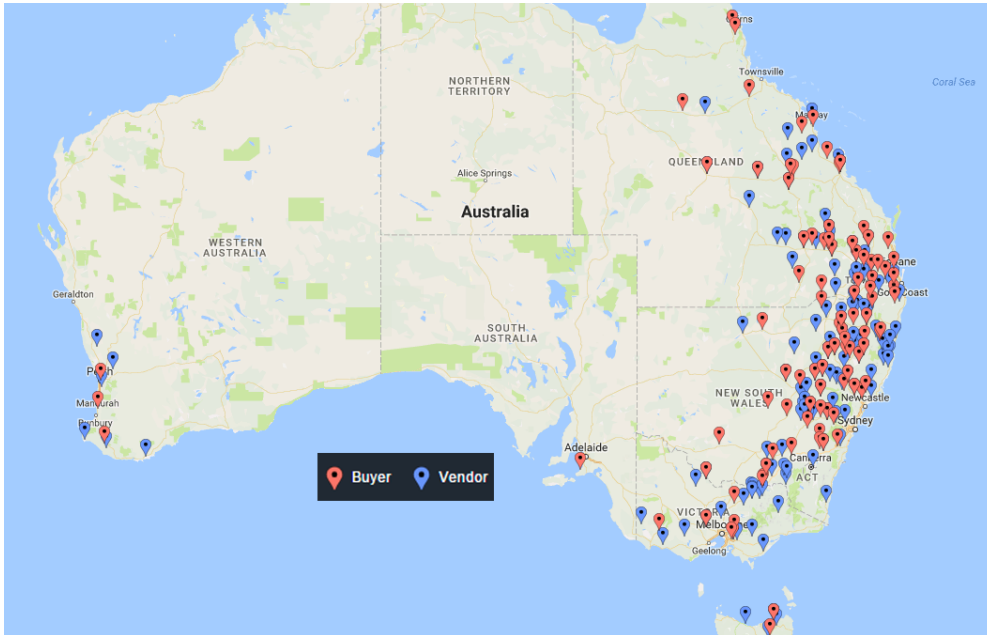 Townsville
Coral Sea
NORTHERN
TERRITORY
QUEENSLAND
Alice Springs
Australia
WESTERN
AUSTRALIA
Geraldton
SOUTH
AUSTRALIA
Perth
Mandurah
Bunbury
NEW SOUTH
WALES
Newcastle
Sydney
Adelaide
Canberra
ACT
Buyer
Vendor
VICTORIA
Melbourne
Geelong